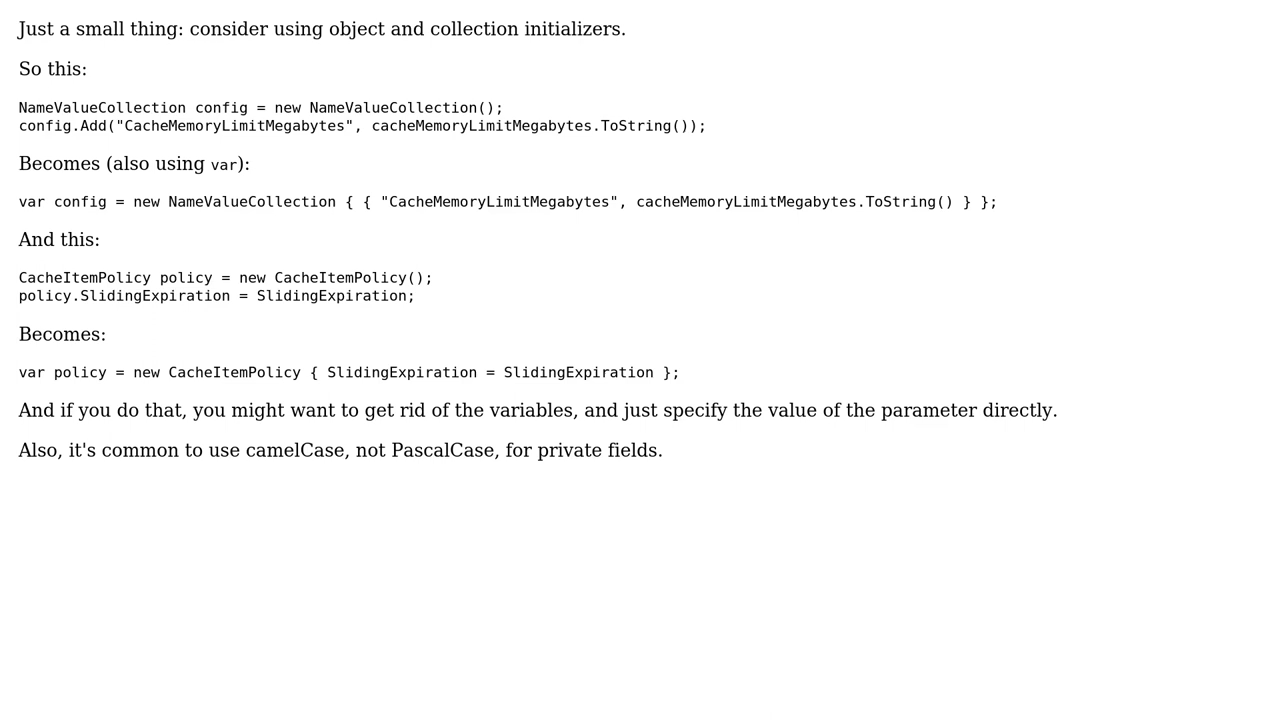 Just a small thing: consider using object and collection initializers.
So this:
NameValueCollection config = new NameValueCollection();
config.Add("CacheMemoryLimitMegabytes", cacheMemoryLimitMegabytes.ToString());
Becomes (also using var):
var config = new NameValueCollection { { "CacheMemoryLimitMegabytes", cacheMemoryLimitMegabytes.ToString() } };
And this:
CacheItemPolicy policy = new CacheItemPolicy();
policy.SlidingExpiration = SlidingExpiration;
Becomes:
var policy = new CacheItemPolicy { SlidingExpiration = SlidingExpiration };
And if you do that, you might want to get rid of the variables, and just specify the value of the parameter directly.
Also, it's common to use camelCase, not PascalCase, for private fields.